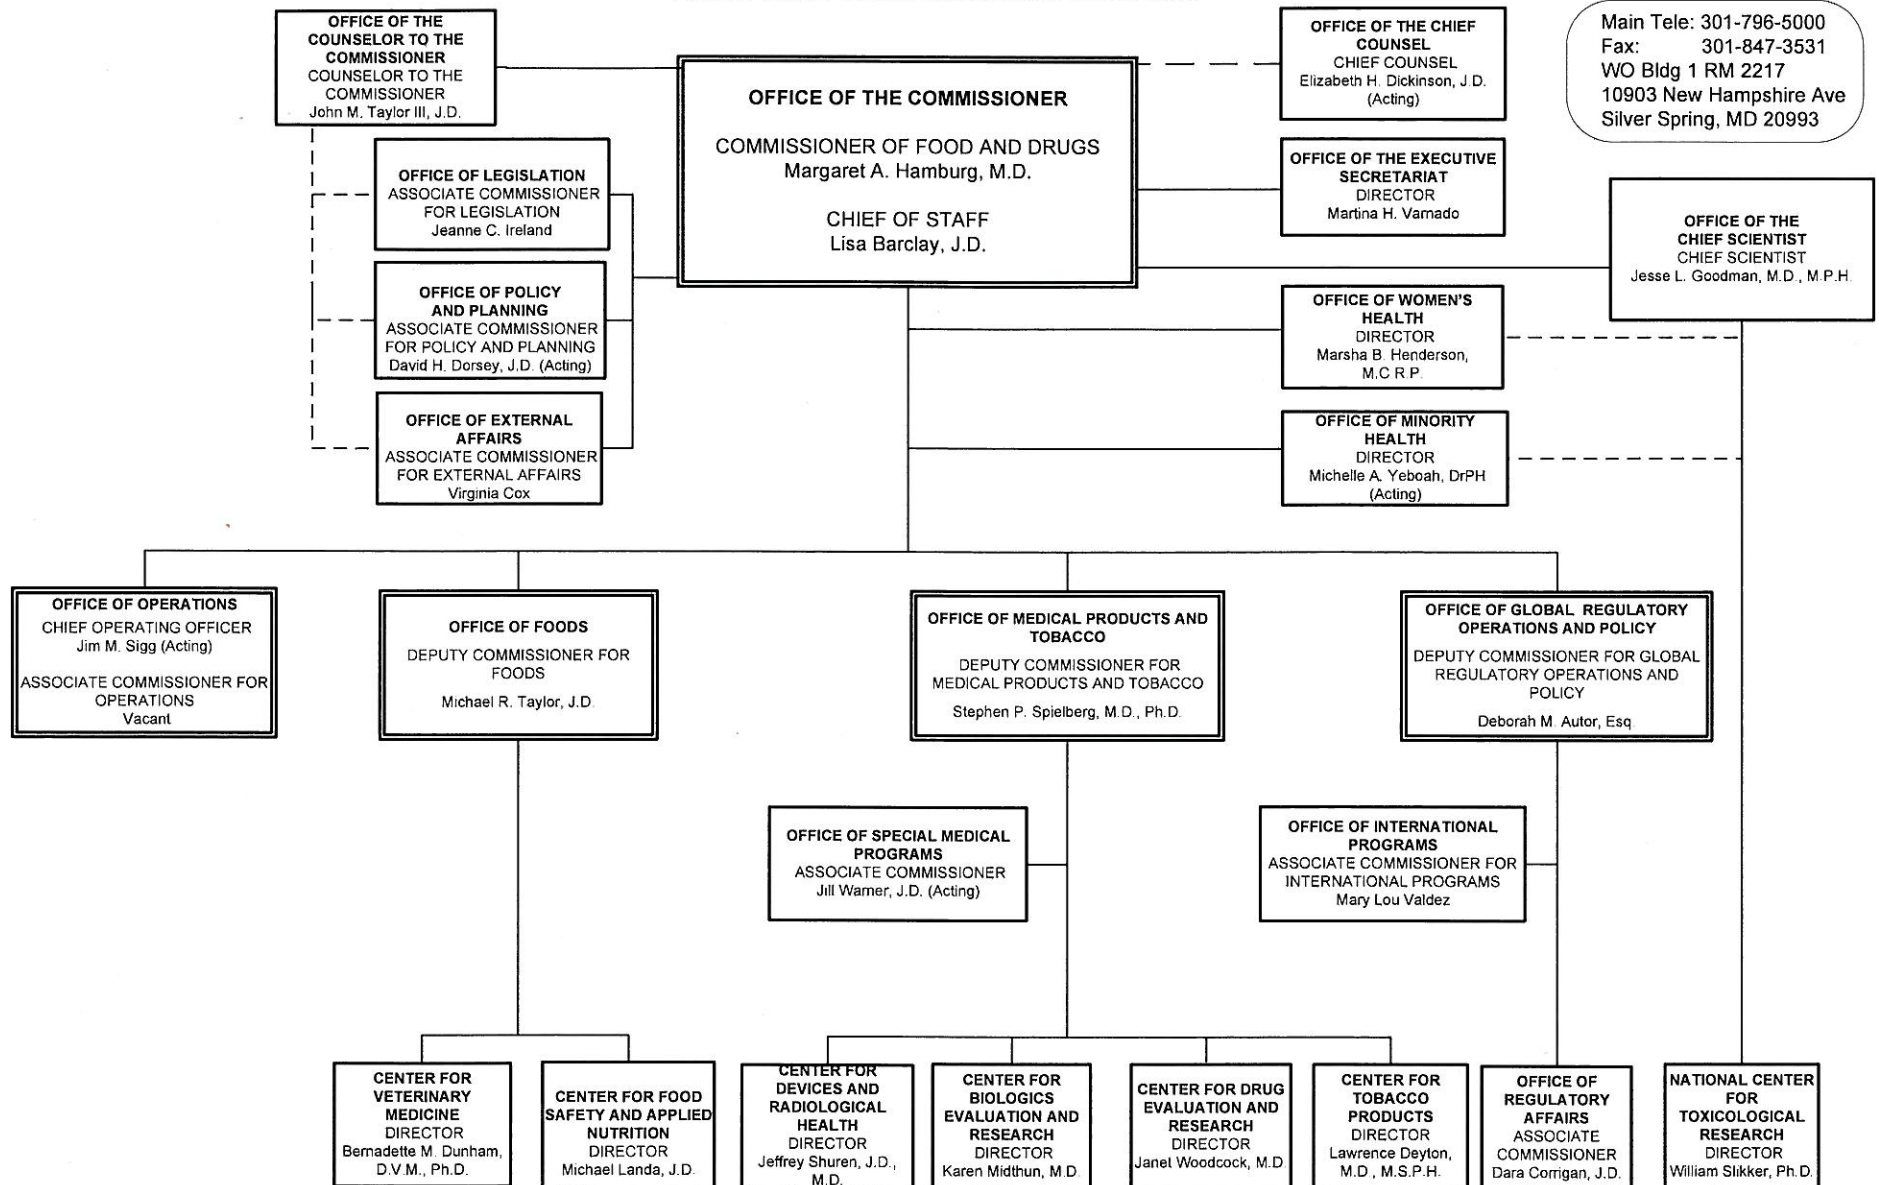 OFFICE OF THE
COUNSELOR TO THE
COMMISSIONER
COUNSELOR TO THE
COMMISSIONER
John M. Taylor III, J.D.
OFFICE OF THE COMMISSIONER
COMMISSIONER OF FOOD AND DRUGS
Margaret A. Hamburg, M.D.
CHIEF OF STAFF
Lisa Barclay, J.D.
OFFICE OF THE CHIEF
COUNSEL
CHIEF COUNSEL
Elizabeth H. Dickinson, J.D.
(Acting)
Main Tele: 301-796-5000
Fax: 301-847-3531
WO Bldg 1 RM 2217
10903 New Hampshire Ave
Silver Spring, MD 20993
OFFICE OF LEGISLATION
ASSOCIATE COMMISSIONER
FOR LEGISLATION
Jeanne C. Ireland
OFFICE OF THE EXECUTIVE
SECRETARIAT
DIRECTOR
Martina H. Varnado
OFFICE OF THE
CHIEF SCIENTIST
CHIEF SCIENTIST
Jesse L. Goodman, M.D., M.P.H.
OFFICE OF POLICY
AND PLANNING
ASSOCIATE COMMISSIONER
FOR POLICY AND PLANNING
David H. Dorsey, J.D. (Acting)
OFFICE OF WOMEN'S
HEALTH
DIRECTOR
Marsha B. Henderson,
M.C R.P.
OFFICE OF EXTERNAL
AFFAIRS
ASSOCIATE COMMISSIONER
FOR EXTERNAL AFFAIRS
Virginia Cox
OFFICE OF MINORITY
HEALTH
DIRECTOR
Michelle A. Yeboah, DrPH
(Acting)
OFFICE OF OPERATIONS
CHIEF OPERATING OFFICER
Jim M. Sigg (Acting)
ASSOCIATE COMMISSIONER FOR
OPERATIONS
Vacant
OFFICE OF FOODS
DEPUTY COMMISSIONER FOR
FOODS
Michael R. Taylor, J.D.
OFFICE OF MEDICAL PRODUCTS AND
TOBACCO
DEPUTY COMMISSIONER FOR
MEDICAL PRODUCTS AND TOBACCO
Stephen P. Spielberg, M.D., Ph.D.
OFFICE OF GLOBAL REGULATORY
OPERATIONS AND POLICY
DEPUTY COMMISSIONER FOR GLOBAL
REGULATORY OPERATIONS AND
POLICY
Deborah M. Autor, Esq.
OFFICE OF SPECIAL MEDICAL
PROGRAMS
ASSOCIATE COMMISSIONER
Jill Warner, J.D. (Acting)
OFFICE OF INTERNATIONAL
PROGRAMS
ASSOCIATE COMMISSIONER FOR
INTERNATIONAL PROGRAMS
Mary Lou Valdez
CENTER FOR
VETERINARY
MEDICINE
DIRECTOR
Bernadette M. Dunham,
D.V.M., Ph.D.
CENTER FOR FOOD
SAFETY AND APPLIED
NUTRITION
DIRECTOR
Michael Landa, J.D.
CENTER FOR
DEVICES AND
RADIOLOGICAL
HEALTH
DIRECTOR
Jeffrey Shuren, J.D.,
M.D.
CENTER FOR
BIOLOGICS
EVALUATION AND
RESEARCH
DIRECTOR
Karen Midthun, M.D.
CENTER FOR DRUG
EVALUATION AND
RESEARCH
DIRECTOR
Janet Woodcock, M.D.
CENTER FOR
TOBACCO
PRODUCTS
DIRECTOR
Lawrence Deyton,
M.D., M.S.P.H.
OFFICE OF
REGULATORY
AFFAIRS
ASSOCIATE
COMMISSIONER
Dara Corrigan, J.D.
NATIONAL CENTER
FOR
TOXICOLOGICAL
RESEARCH
DIRECTOR
William Slikker, Ph.D.